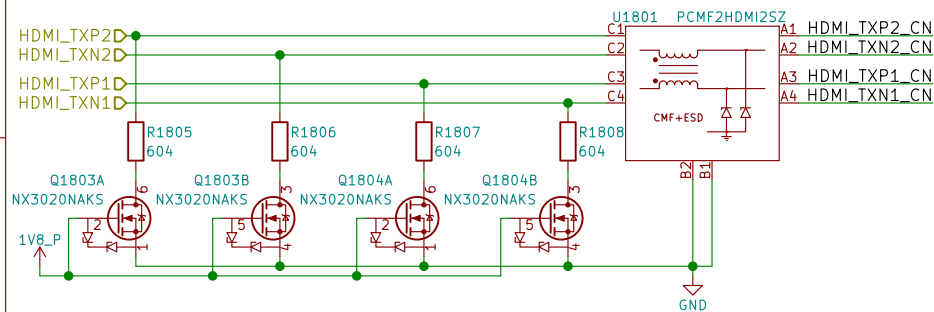 U1801 PCMF2HDMI2SZ
HDMI_TXP2 C1 A1 HDMI_TXP2_CN
HDMI_TXN2 C2 A2 HDMI_TXN2_CN
HDMI_TXP1 C3 A3 HDMI_TXP1_CN
HDMI_TXN1 C4 A4 HDMI_TXN1_CN
CMF+ESD
R1805 R1806 R1807 R1808
604 604 604 604
B2 B1
Q1803A Q1803B Q1804A Q1804B
NX3020NAKS NX3020NAKS NX3020NAKS NX3020NAKS
6 3 6 3
2 5 2 5
1 4 1 4
1V8_P
GND